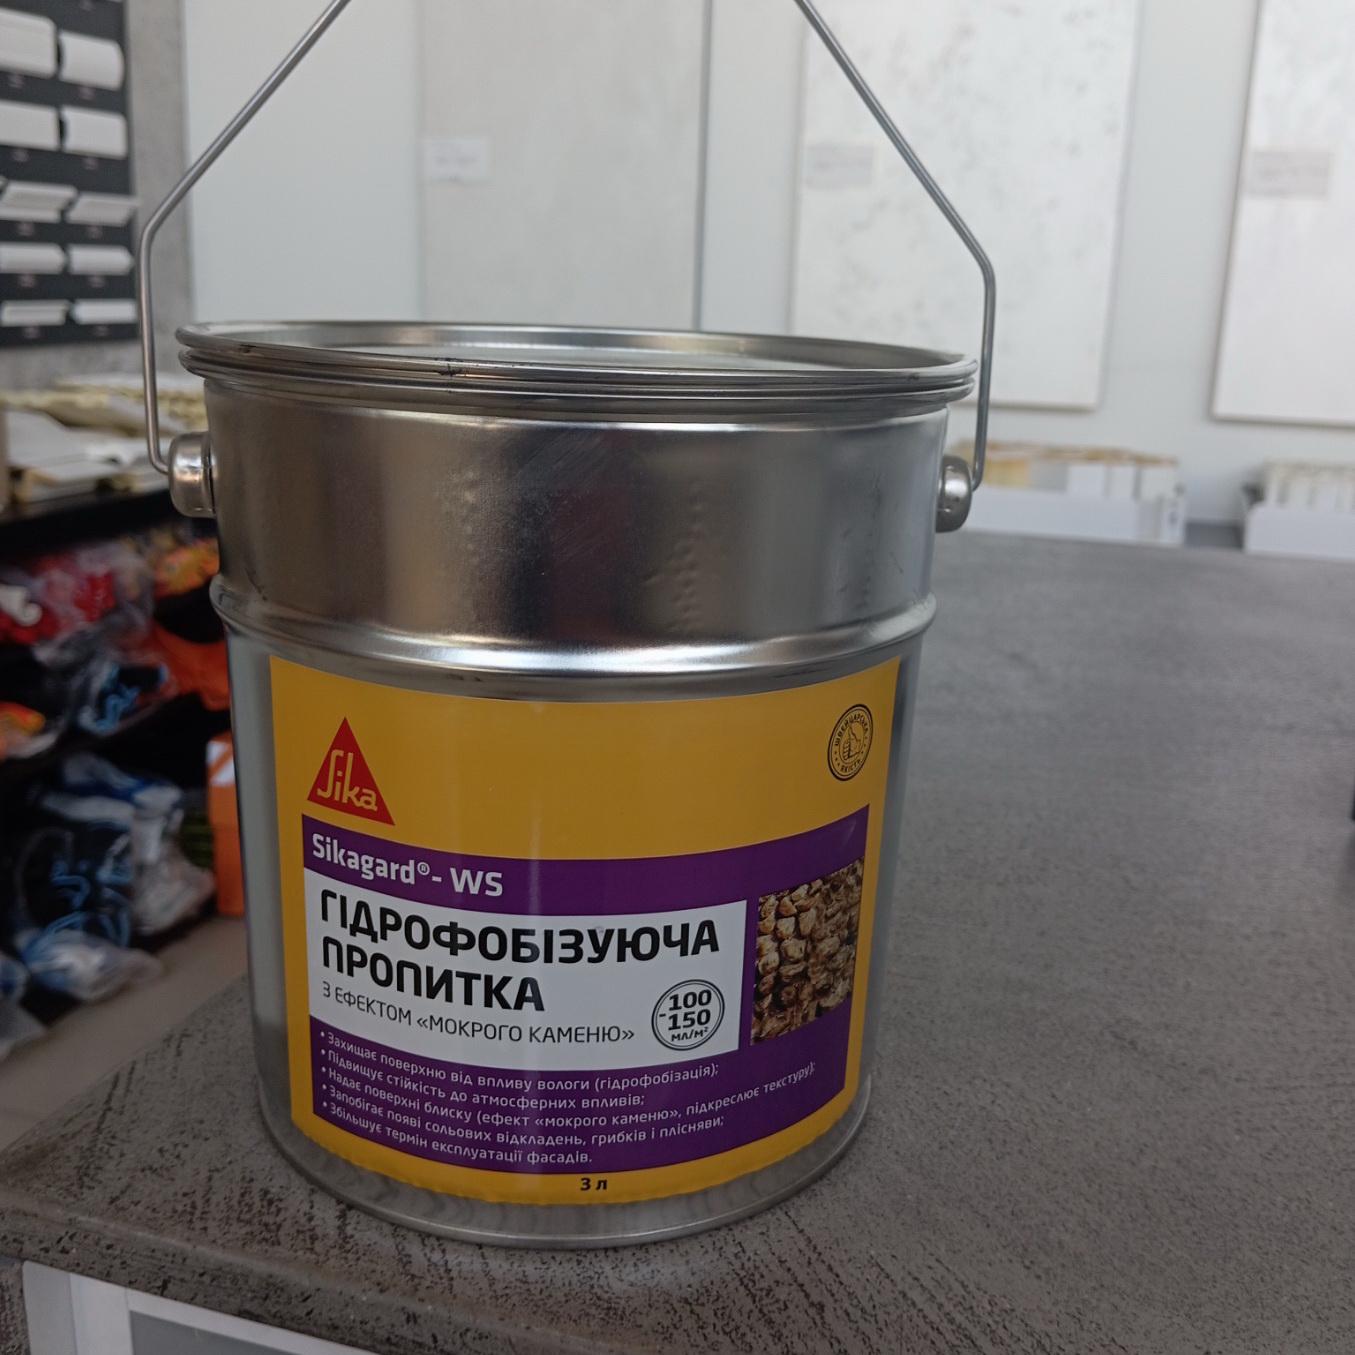 Sika
ШВЕЙЦАРСЬКА
ЯКІСТЬ
Sikagard®- WS
ГІДРОФОБІЗУЮЧА
ПРОПИТКА
З ЕФЕКТОМ «МОКРОГО КАМЕНЮ»
100
-150
мл/м²
• Захищає поверхню від впливу вологи (гідрофобізація);
• Підвищує стійкість до атмосферних впливів;
• Надає поверхні блиску (ефект «мокрого каменю», підкреслює текстуру);
• Запобігає появі сольових відкладень, грибків і плісняви;
• Збільшує термін експлуатації фасадів.
3 л